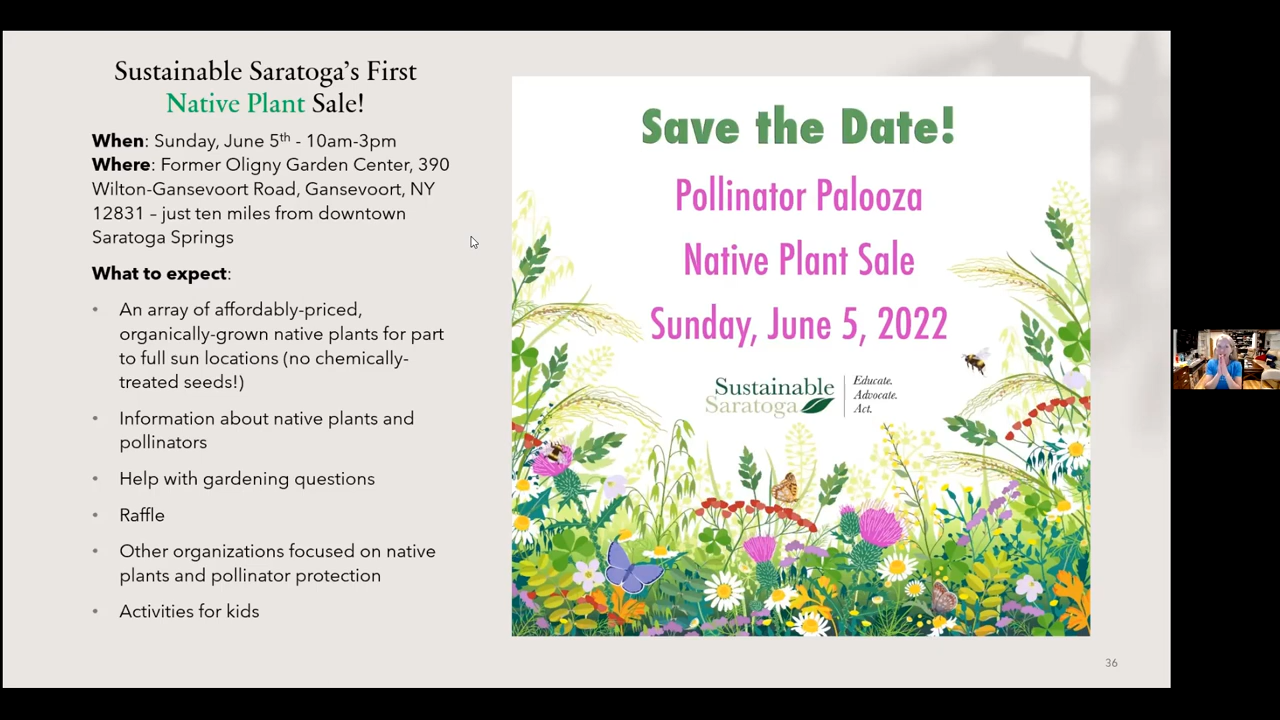 Sustainable Saratoga's First
Native Plant Sale!
When: Sunday, June 5th - 10am-3pm
Where: Former Oligny Garden Center, 390
Wilton-Gansevoort Road, Gansevoort, NY
12831 – just ten miles from downtown
Saratoga Springs
What to expect:
• An array of affordably-priced,
organically-grown native plants for part
to full sun locations (no chemically-
treated seeds!)
• Information about native plants and
pollinators
• Help with gardening questions
• Raffle
• Other organizations focused on native
plants and pollinator protection
• Activities for kids
Save the Date!
Pollinator Palooza
Native Plant Sale
Sunday, June 5, 2022
Sustainable
Saratoga
Educate.
Advocate.
Act.
36